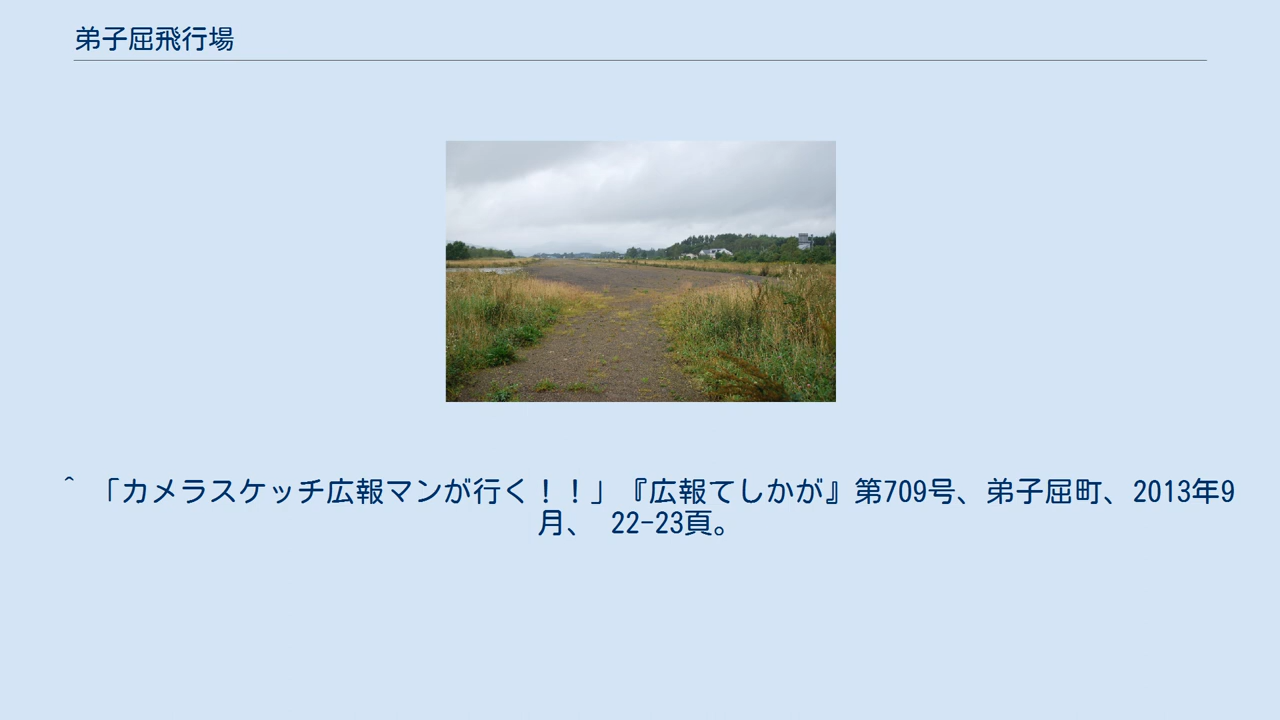 弟子屈飛行場
^ 「カメラスケッチ広報マンが行く！！」『広報てしかが』第709号、弟子屈町、2013年9
月、 22-23頁。